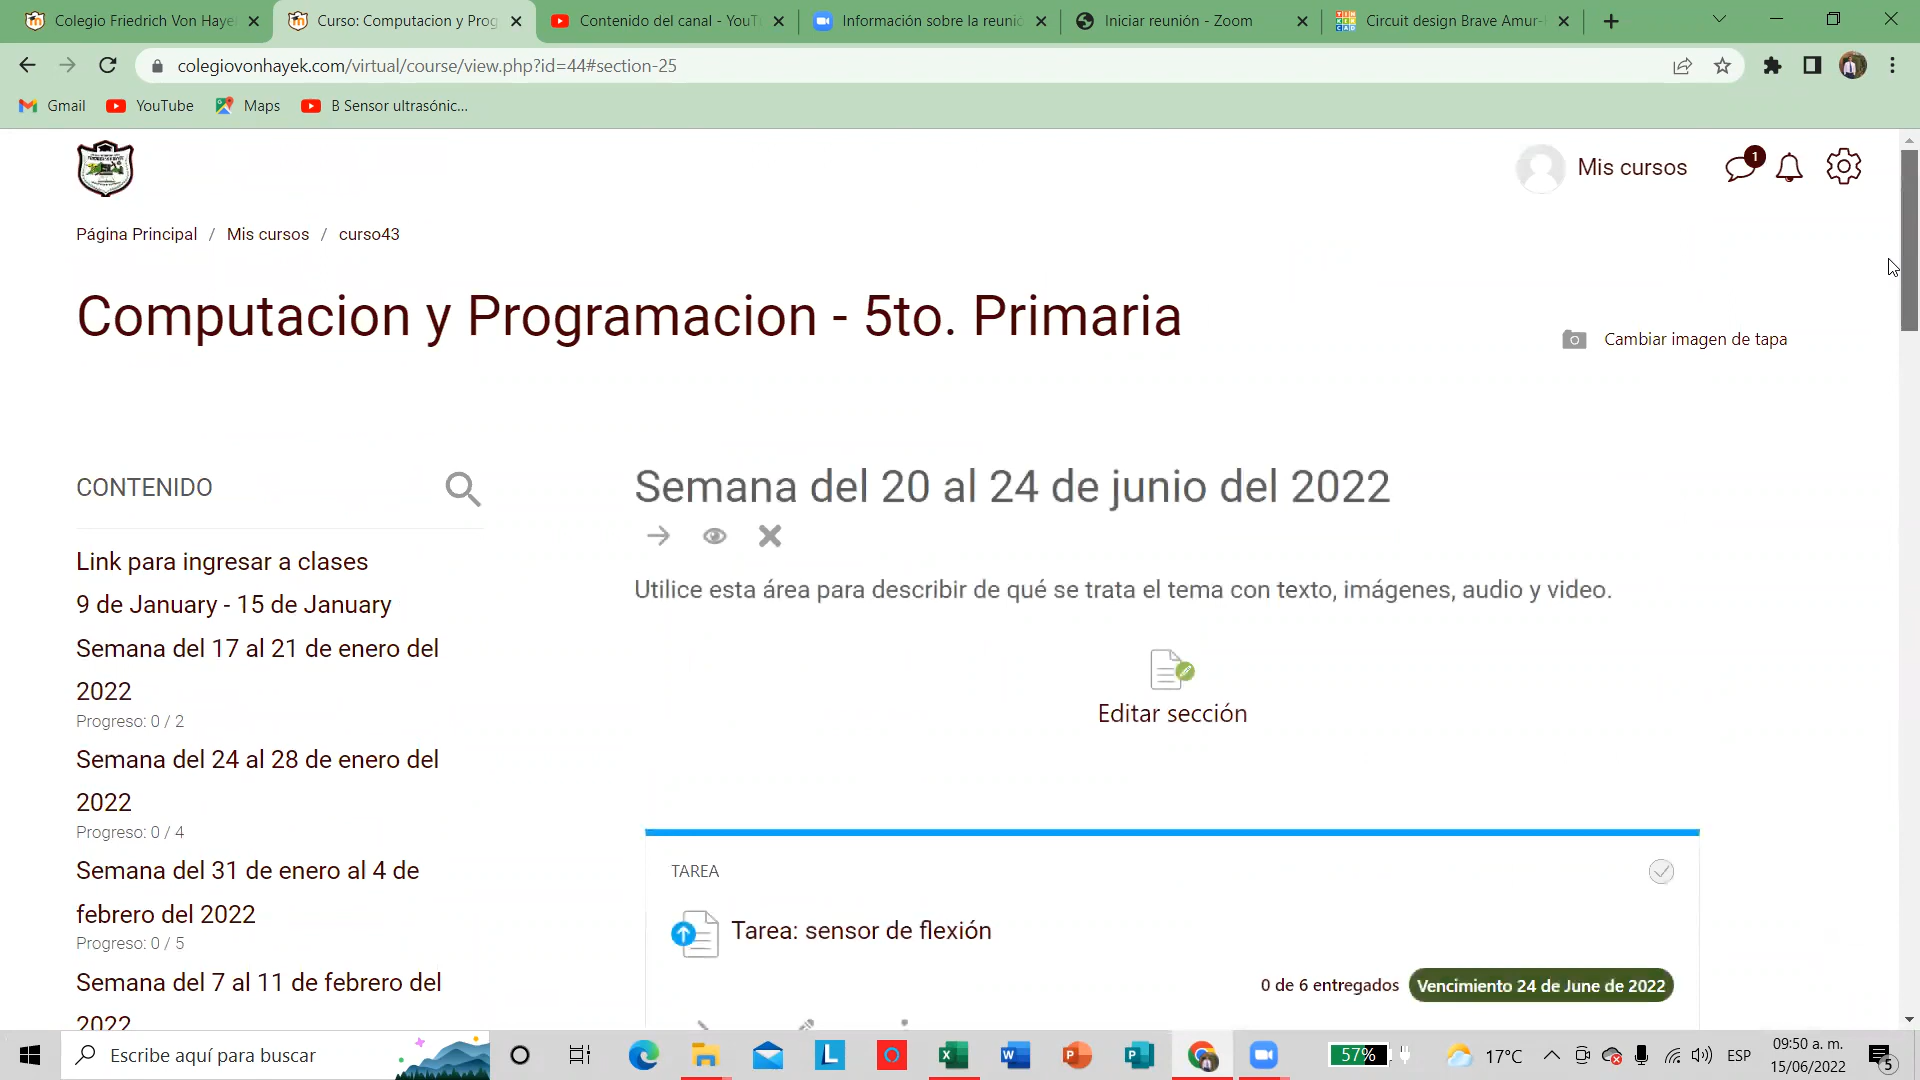 Colegio Friedrich Von Haye
Curso: Computacion y Prog
Contenido del canal - YouT
Información sobre la reunio
Iniciar reunión - Zoom
Circuit design Brave Amur-
colegiovonhayek.com/virtual/course/view.php?id=44#section-25
Gmail
YouTube
Maps
B Sensor ultrasónic...
Mis cursos
1
Página Principal / Mis cursos / curso43
Computacion y Programacion - 5to. Primaria
Cambiar imagen de tapa
CONTENIDO
Link para ingresar a clases
9 de January - 15 de January
Semana del 17 al 21 de enero del
2022
Progreso: 0 / 2
Semana del 24 al 28 de enero del
2022
Progreso: 0 / 4
Semana del 31 de enero al 4 de
febrero del 2022
Progreso: 0 / 5
Semana del 7 al 11 de febrero del
2022
Semana del 20 al 24 de junio del 2022
Utilice esta área para describir de qué se trata el tema con texto, imágenes, audio y video.
Editar sección
TAREA
Tarea: sensor de flexión
0 de 6 entregados
Vencimiento 24 de June de 2022
Escribe aquí para buscar
57%
17°C
ESP
09:50 a. m.
15/06/2022
5